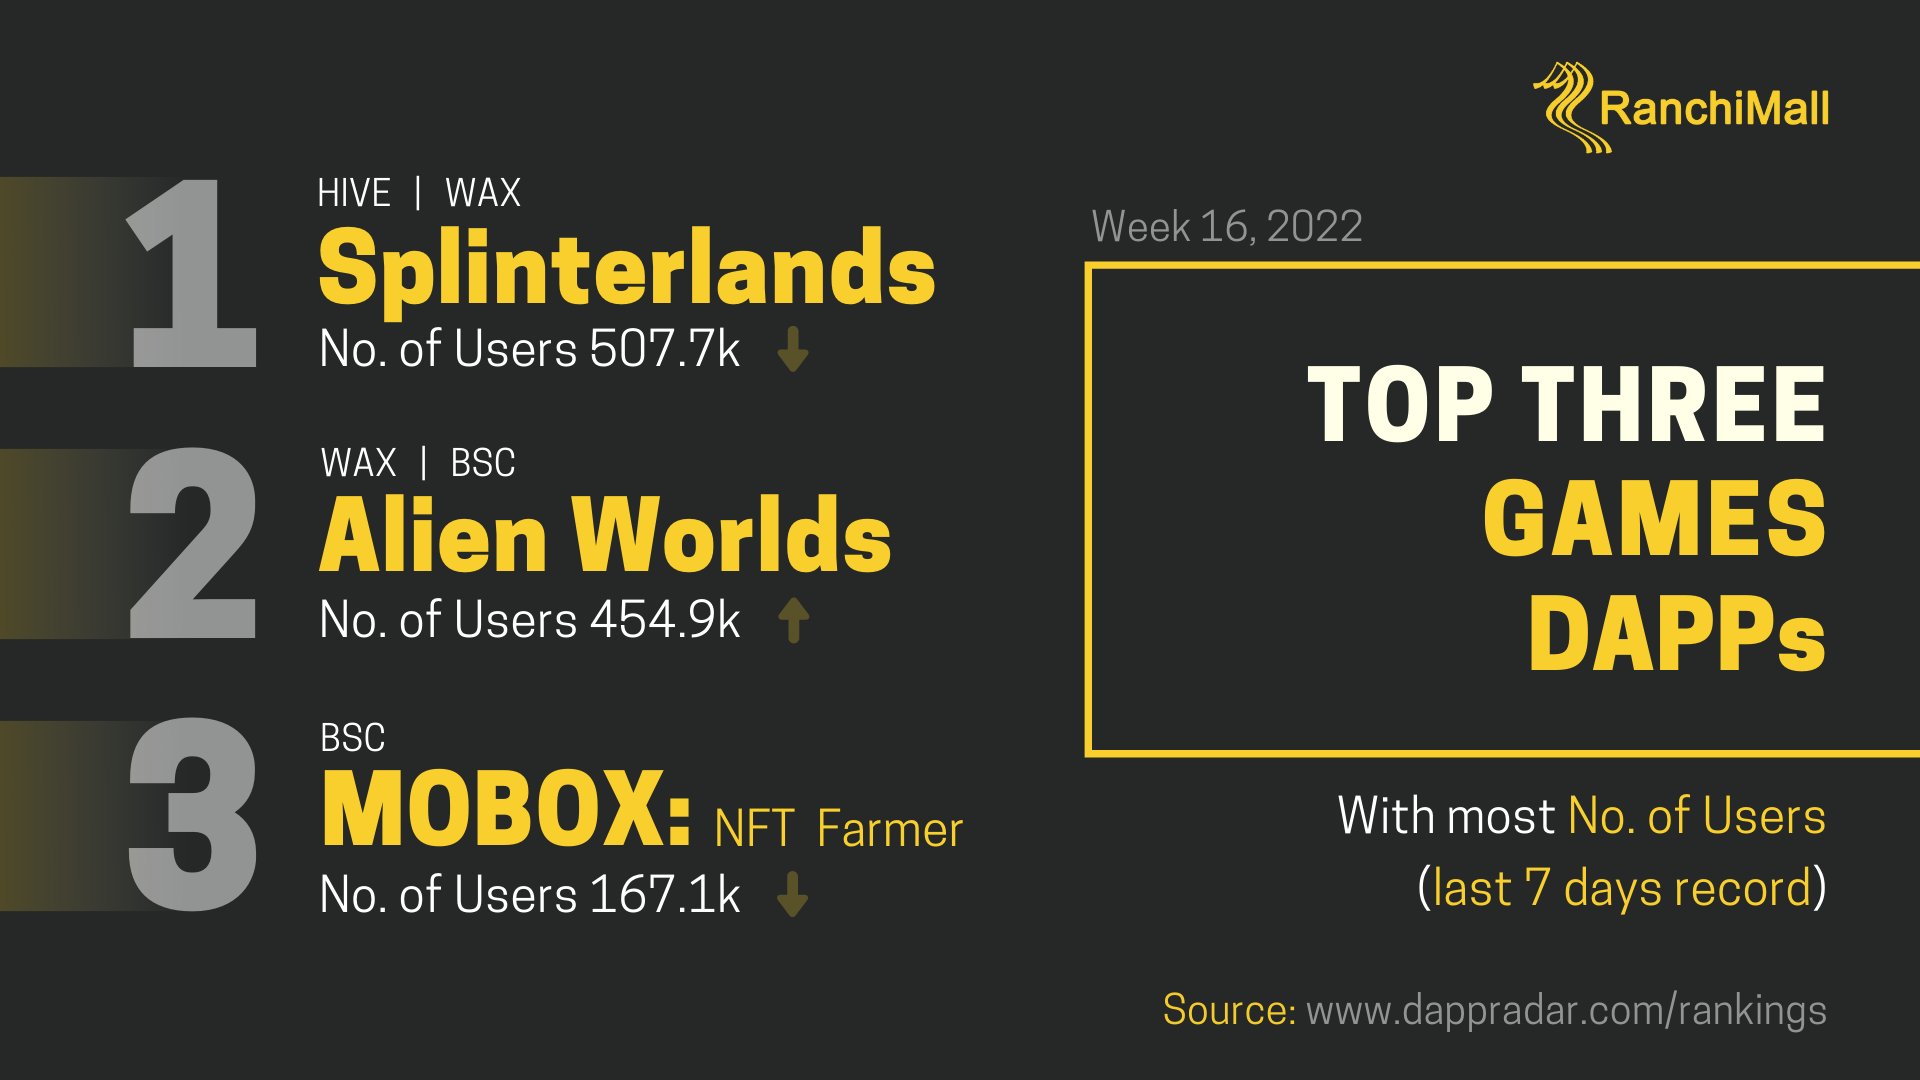 RanchiMall
1
HIVE | WAX
Splinterlands
No. of Users 507.7k
2
WAX | BSC
Alien Worlds
No. of Users 454.9k
3
BSC
MOBOX: NFT Farmer
No. of Users 167.1k
Week 16, 2022
TOP THREE
GAMES
DAPPs
With most No. of Users
(last 7 days record)
Source: www.dappradar.com/rankings